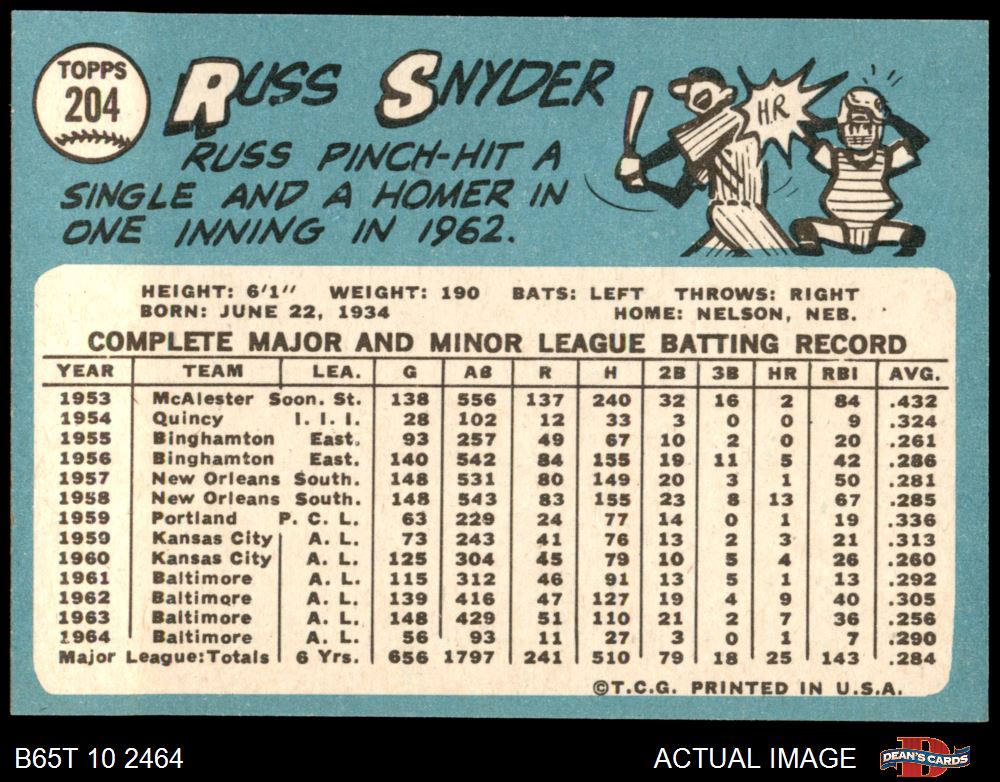 TOPPS
204
RUSS SNYDER
RUSS PINCH-HIT A
SINGLE AND A HOMER IN
ONE INNING IN 1962.
H.R
HEIGHT: 6'1" WEIGHT: 190 BATS: LEFT THROWS: RIGHT
BORN: JUNE 22, 1934 HOME: NELSON, NEB.
COMPLETE MAJOR AND MINOR LEAGUE BATTING RECORD
YEAR TEAM LEA. G AB R H 2B 3B HR RBI AVG.
1953 McAlester Soon. St. 138 556 137 240 32 16 2 84 .432
1954 Quincy I. I. I. 28 102 12 33 3 0 0 9 .324
1955 Binghamton East. 93 257 49 67 10 2 0 20 .261
1956 Binghamton East. 140 542 84 155 19 11 5 42 .286
1957 New Orleans South. 148 531 80 149 20 3 1 50 .281
1958 New Orleans South. 148 543 83 155 23 8 13 67 .285
1959 Portland P. C. L. 63 229 24 77 14 0 1 19 .336
1959 Kansas City A. L. 73 243 41 76 13 2 3 21 .313
1960 Kansas City A. L. 125 304 45 79 10 5 4 26 .260
1961 Baltimore A. L. 115 312 46 91 13 5 1 13 .292
1962 Baltimore A. L. 139 416 47 127 19 4 9 40 .305
1963 Baltimore A. L. 148 429 51 110 21 2 7 36 .256
1964 Baltimore A. L. 56 93 11 27 3 0 1 7 .290
Major League:Totals 6 Yrs. 656 1797 241 510 79 18 25 143 .284
©T.C.G. PRINTED IN U.S.A.
B65T 10 2464 ACTUAL IMAGE DEAN'S CARDS